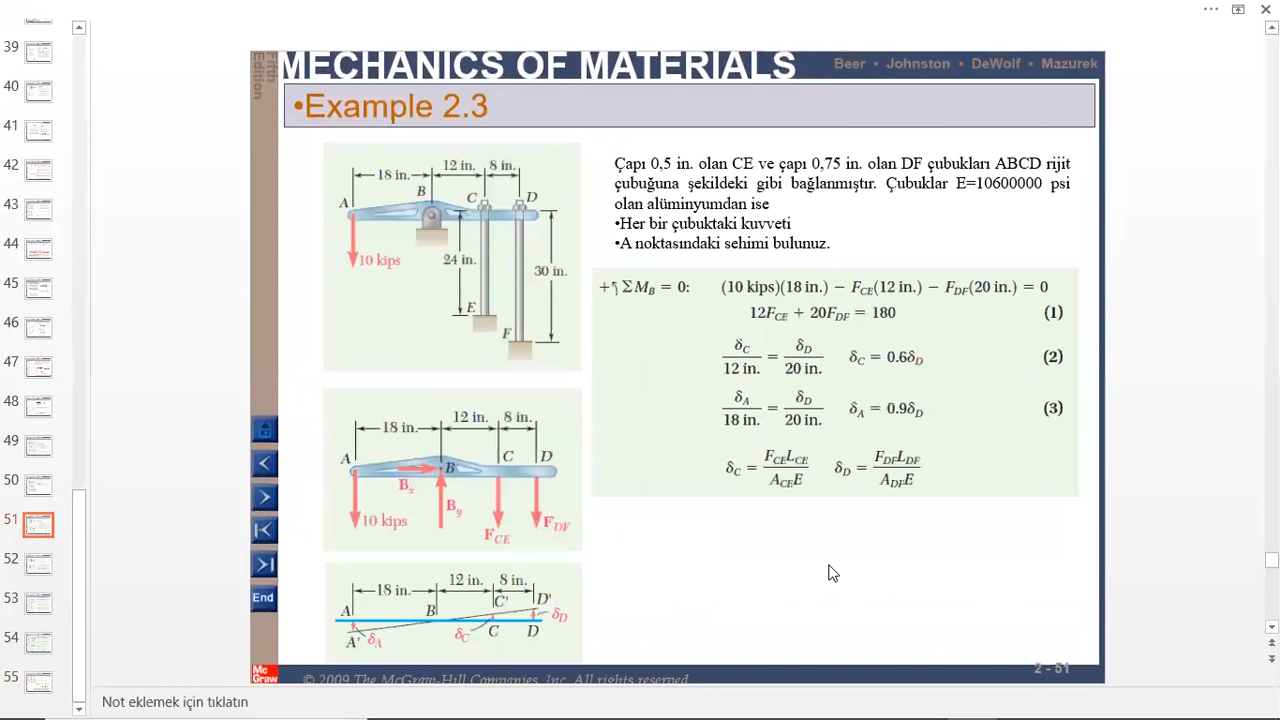 MECHANICS OF MATERIALS
Beer • Johnston • DeWolf • Mazurek
Fifth
Edition
•Example 2.3
18 in.
12 in.
8 in.
A
B
C
D
10 kips
24 in.
30 in.
E
F
Çapı 0,5 in. olan CE ve çapı 0,75 in. olan DF çubukları ABCD rijit
çubuğuna şekildeki gibi bağlanmıştır. Çubuklar E=10600000 psi
olan alüminyumdan ise
•Her bir çubuktaki kuvveti
•A noktasındaki sehimi bulunuz.
+↰ ΣM_B = 0: (10 kips)(18 in.) − F_CE(12 in.) − F_DF(20 in.) = 0
12F_CE + 20F_DF = 180 (1)
δ_C / 12 in. = δ_D / 20 in. δ_C = 0.6δ_D (2)
δ_A / 18 in. = δ_D / 20 in. δ_A = 0.9δ_D (3)
δ_C = F_CE L_CE / A_CE E δ_D = F_DF L_DF / A_DF E
12 in. 8 in.
18 in.
A
B
C
D
B_x
B_y
10 kips
F_CE
F_DF
12 in. 8 in.
18 in.
A
B
C'
D'
δ_D
A'
δ_A
δ_C
C
D
End
Mc
Graw
© 2009 The McGraw-Hill Companies, Inc. All rights reserved
2 - 51
39
40
41
42
43
44
45
46
47
48
49
50
51
52
53
54
55
Not eklemek için tıklatın